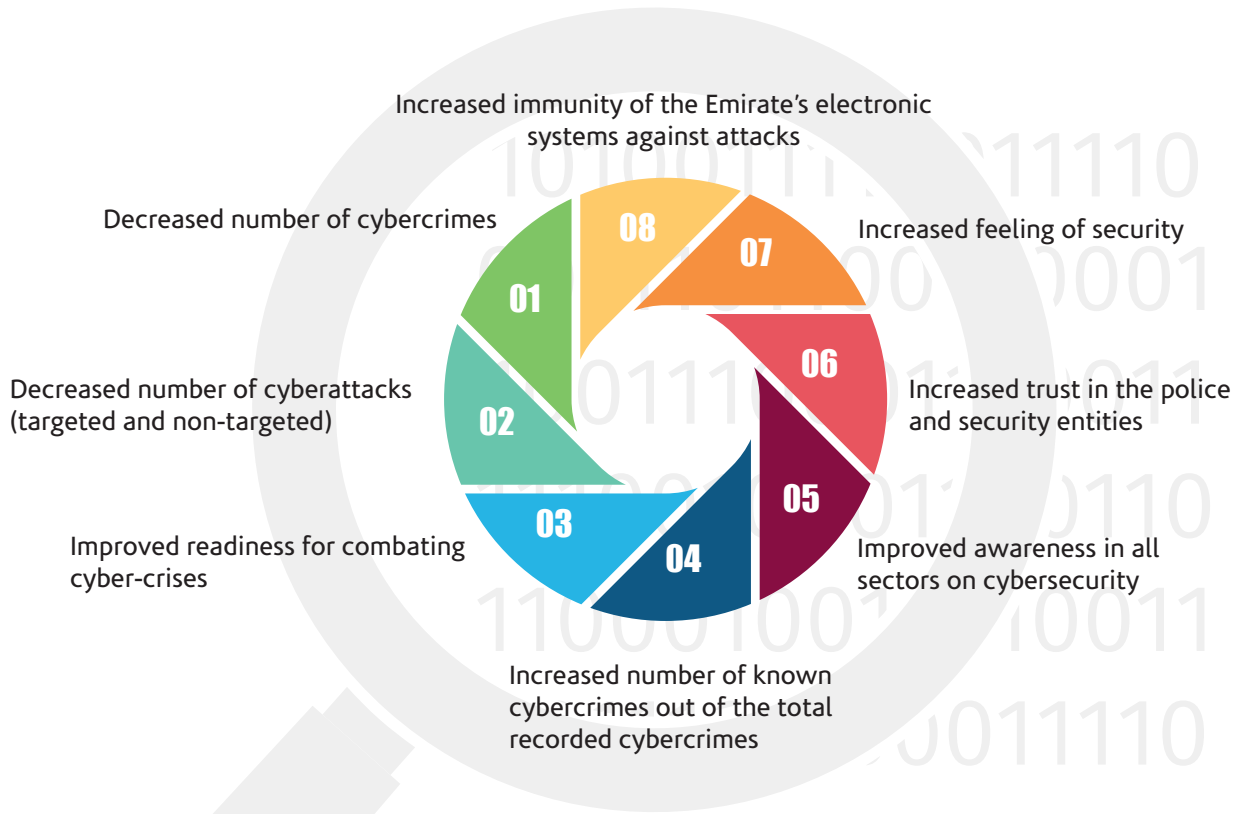 Increased immunity of the Emirate's electronic
systems against attacks
Decreased number of cybercrimes
08
07
Increased feeling of security
01
06
Decreased number of cyberattacks
(targeted and non-targeted)
Increased trust in the police
and security entities
02
05
03
04
Improved readiness for combating
cyber-crises
Improved awareness in all
sectors on cybersecurity
Increased number of known
cybercrimes out of the total
recorded cybercrimes